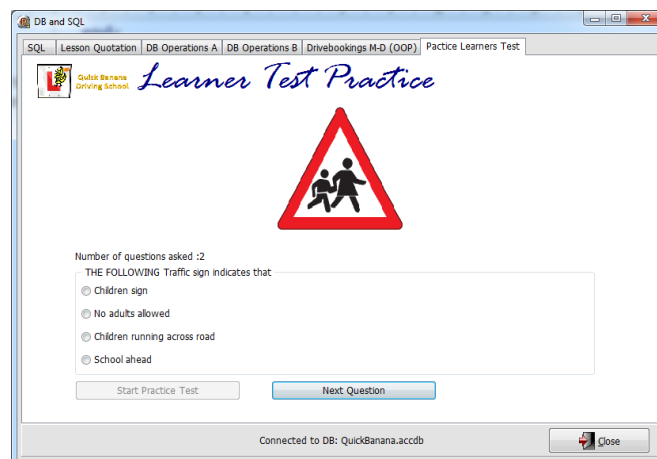 DB and SQL
SQL Lesson Quotation DB Operations A DB Operations B Drivebookings M-D (OOP) Pactice Learners Test
Quick Banana
Driving School
Learner Test Practice
Number of questions asked :2
THE FOLLOWING Traffic sign indicates that
Children sign
No adults allowed
Children running across road
School ahead
Start Practice Test Next Question
Connected to DB: QuickBanana.accdb Close